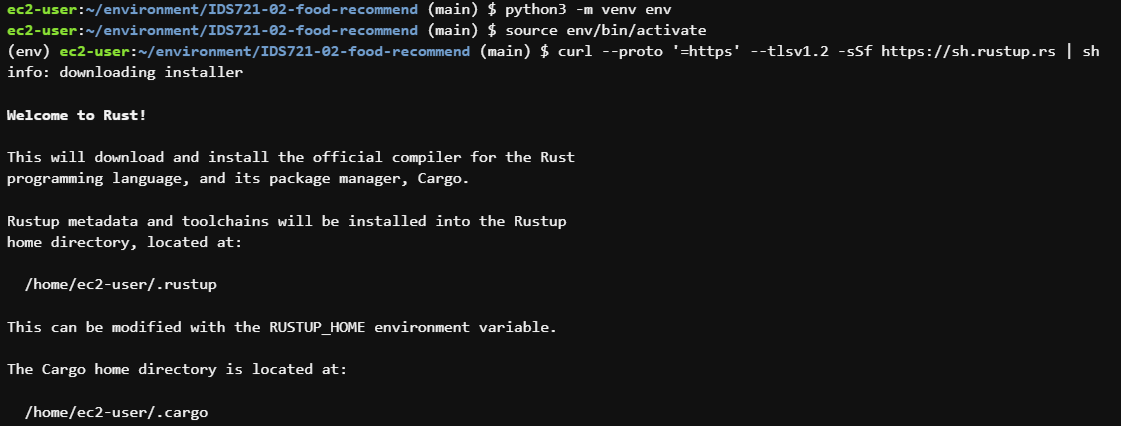 ec2-user:~/environment/IDS721-02-food-recommend (main) $ python3 -m venv env
ec2-user:~/environment/IDS721-02-food-recommend (main) $ source env/bin/activate
(env) ec2-user:~/environment/IDS721-02-food-recommend (main) $ curl --proto '=https' --tlsv1.2 -sSf https://sh.rustup.rs | sh
info: downloading installer
Welcome to Rust!
This will download and install the official compiler for the Rust
programming language, and its package manager, Cargo.
Rustup metadata and toolchains will be installed into the Rustup
home directory, located at:
/home/ec2-user/.rustup
This can be modified with the RUSTUP_HOME environment variable.
The Cargo home directory is located at:
/home/ec2-user/.cargo